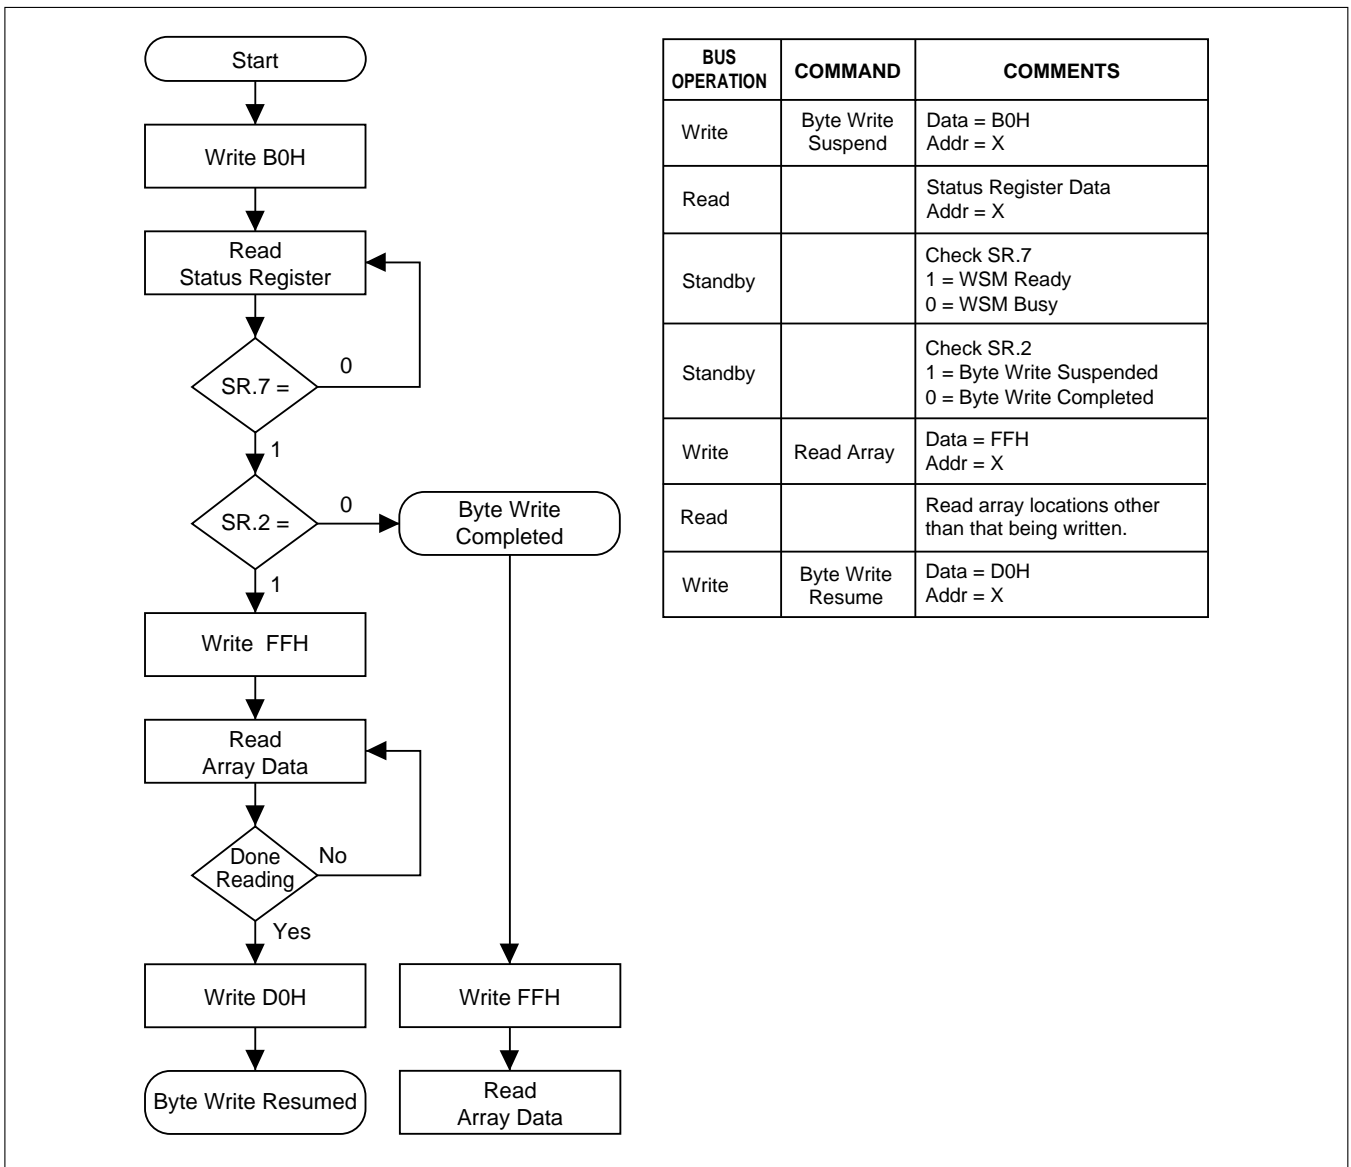 Start
Write B0H
Read
Status Register
SR.7 =
0
1
SR.2 =
0
1
Byte Write
Completed
Write FFH
Read
Array Data
Done
Reading
No
Yes
Write D0H
Byte Write Resumed
Write FFH
Read
Array Data
BUS
OPERATION
COMMAND
COMMENTS
Write
Byte Write
Suspend
Data = B0H
Addr = X
Read
Status Register Data
Addr = X
Standby
Check SR.7
1 = WSM Ready
0 = WSM Busy
Standby
Check SR.2
1 = Byte Write Suspended
0 = Byte Write Completed
Write
Read Array
Data = FFH
Addr = X
Read
Read array locations other
than that being written.
Write
Byte Write
Resume
Data = D0H
Addr = X